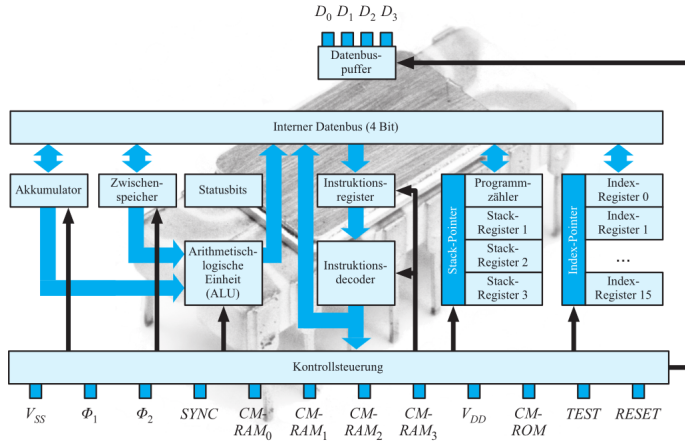 D0 D1 D2 D3
Datenbus-
puffer
Interner Datenbus (4 Bit)
Akkumulator
Zwischen-
speicher
Statusbits
Instruktions-
register
Programm-
zähler
Index-
Register 0
Stack-
Register 1
Index-
Register 1
Arithmetisch-
logische
Einheit
(ALU)
Instruktions-
decoder
Stack-Pointer
Stack-
Register 2
Index-Pointer
...
Stack-
Register 3
Index-
Register 15
Kontrollsteuerung
VSS
Φ1
Φ2
SYNC
CM-
RAM0
CM-
RAM1
CM-
RAM2
CM-
RAM3
VDD
CM-
ROM
TEST
RESET